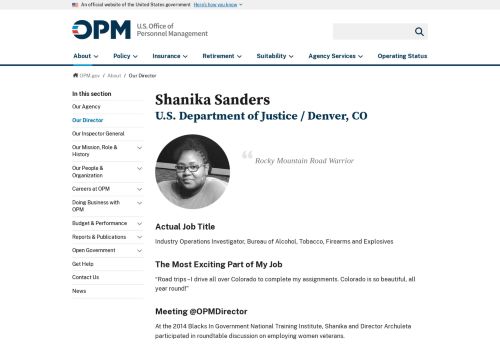 An official website of the United States government Here's how you know
OPM
U.S. Office of
Personnel Management
About Policy Insurance Retirement Suitability Agency Services Operating Status
OPM.gov / About / Our Director
In this section
Our Agency
Our Director
Our Inspector General
Our Mission, Role &
History
Our People &
Organization
Careers at OPM
Doing Business with
OPM
Budget & Performance
Reports & Publications
Open Government
Get Help
Contact Us
News
Shanika Sanders
U.S. Department of Justice / Denver, CO
“ Rocky Mountain Road Warrior
Actual Job Title
Industry Operations Investigator, Bureau of Alcohol, Tobacco, Firearms and Explosives
The Most Exciting Part of My Job
“Road trips – I drive all over Colorado to complete my assignments. Colorado is so beautiful, all
year round!”
Meeting @OPMDirector
At the 2014 Blacks In Government National Training Institute, Shanika and Director Archuleta
participated in roundtable discussion on employing women veterans.